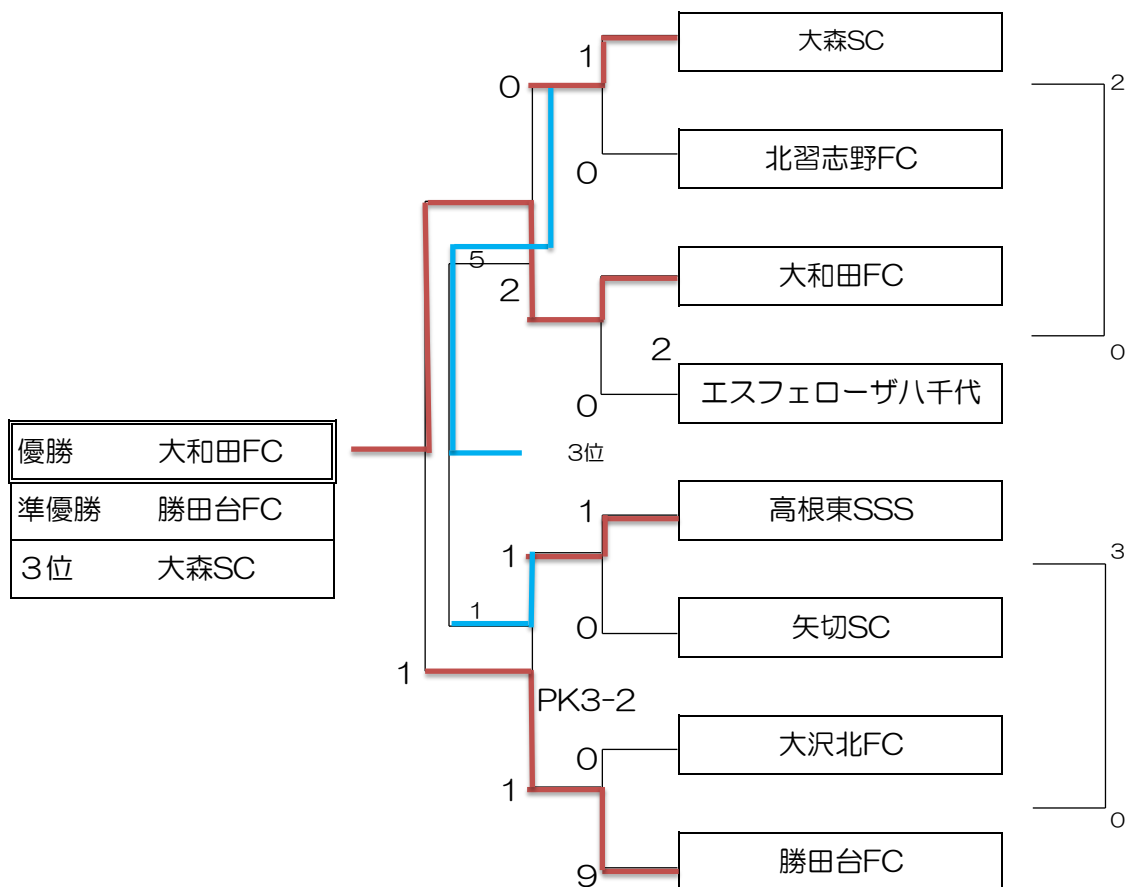 大森SC
1
2
0
北習志野FC
0
大和田FC
5
2
2
0
エスフェローザ八千代
0
優勝 大和田FC
3位
準優勝 勝田台FC
高根東SSS
1
1
3
3位 大森SC
矢切SC
1
0
1
PK3-2
大沢北FC
0
1
0
勝田台FC
9